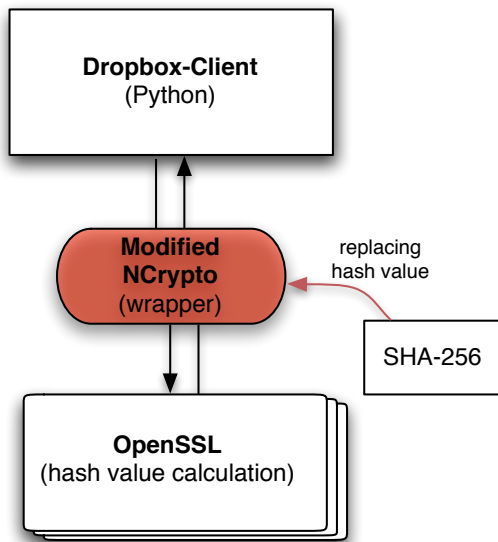 Dropbox-Client
(Python)
Modified
NCrypto
(wrapper)
replacing
hash value
SHA-256
OpenSSL
(hash value calculation)